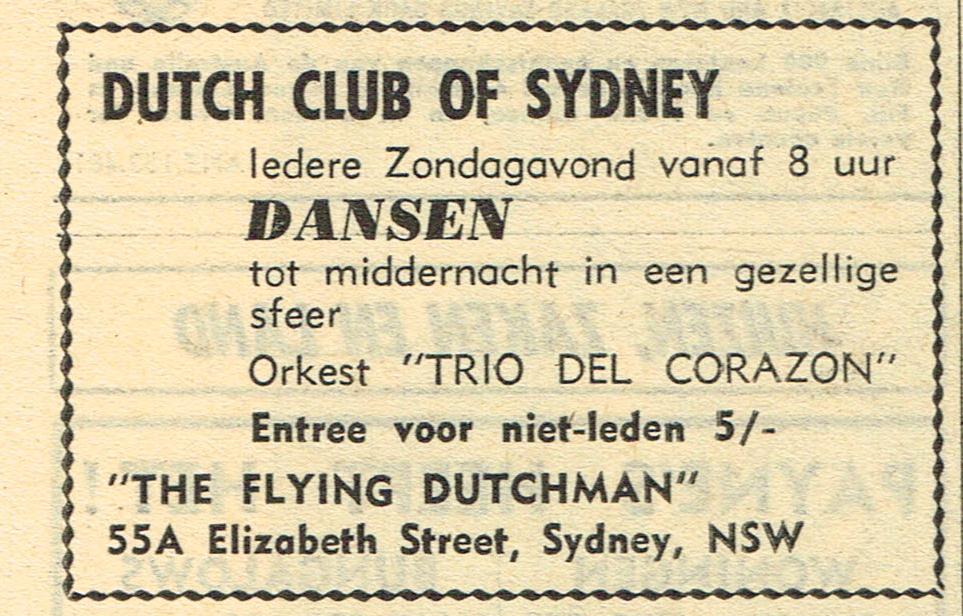 DUTCH CLUB OF SYDNEY
Iedere Zondagavond vanaf 8 uur
DANSEN
tot middernacht in een gezellige
sfeer
Orkest "TRIO DEL CORAZON"
Entree voor niet-leden 5/-
"THE FLYING DUTCHMAN"
55A Elizabeth Street, Sydney, NSW